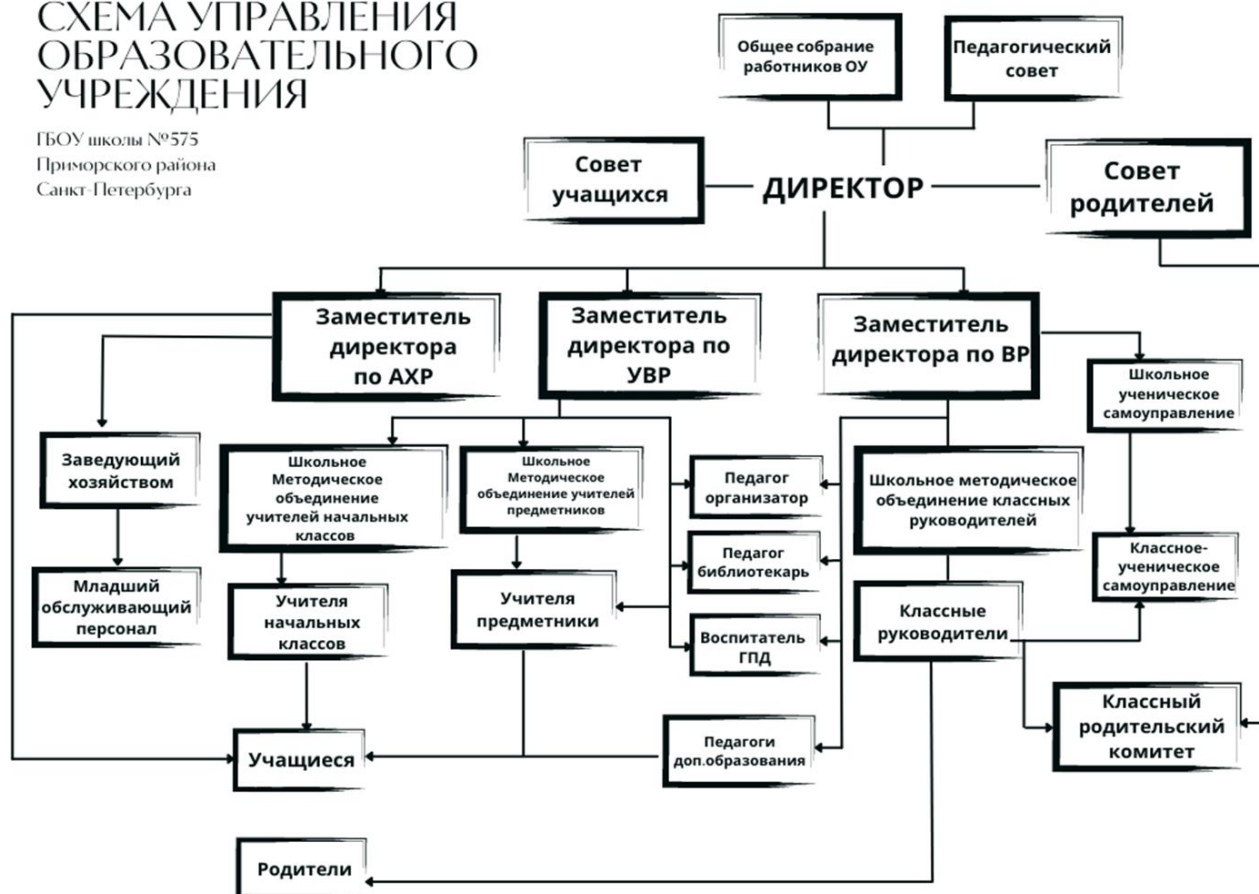 СХЕМА УПРАВЛЕНИЯ
ОБРАЗОВАТЕЛЬНОГО
УЧРЕЖДЕНИЯ
ГБОУ школы №575
Приморского района
Санкт-Петербурга
Общее собрание
работников ОУ
Педагогический
совет
Совет
учащихся
ДИРЕКТОР
Совет
родителей
Заместитель
директора
по АХР
Заместитель
директора по
УВР
Заместитель
директора по ВР
Школьное
ученическое
самоуправление
Заведующий
хозяйством
Школьное
Методическое
объединение
учителей начальных
классов
Школьное
Методическое
объединение учителей
предметников
Педагог
организатор
Школьное методическое
объединение классных
руководителей
Педагог
библиотекарь
Классное-
ученическое
самоуправление
Младший
обслуживающий
персонал
Учителя
начальных
классов
Учителя
предметники
Воспитатель
ГПД
Классные
руководители
Учащиеся
Педагоги
доп.образования
Классный
родительский
комитет
Родители